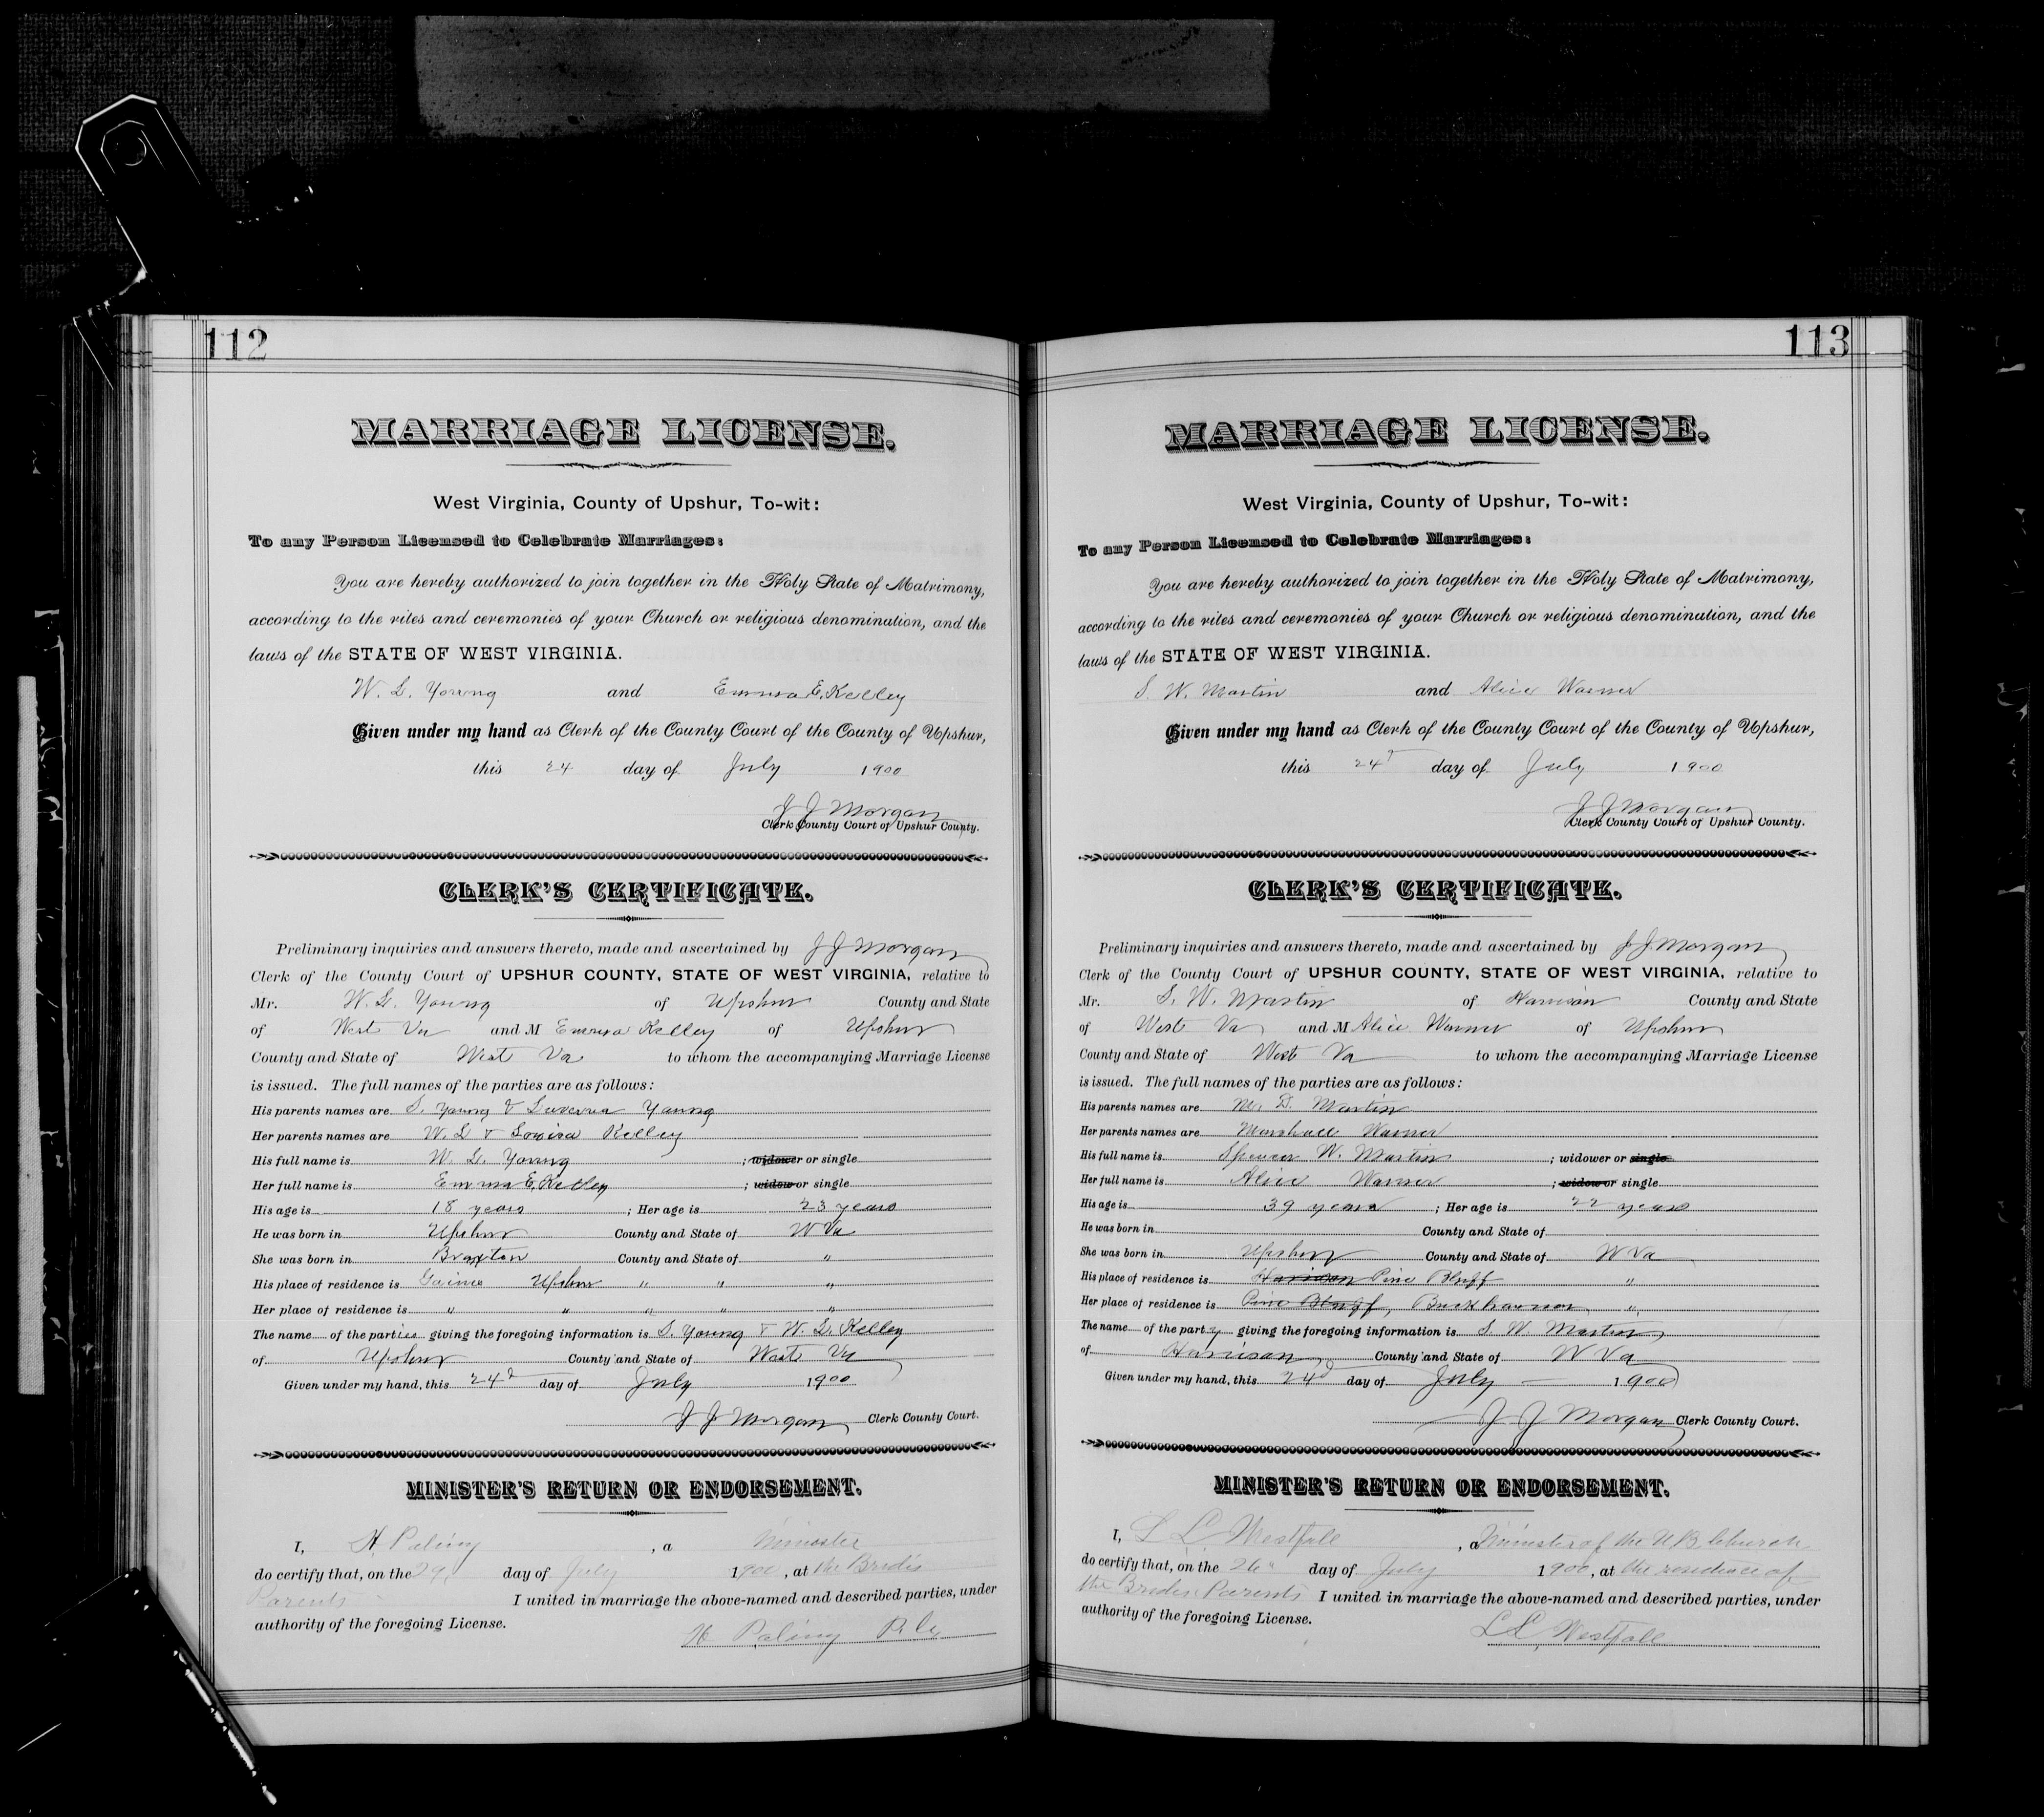 112
MARRIAGE LICENSE.
West Virginia, County of Upshur, To-wit:
To any Person Licensed to Celebrate Marriages:
You are hereby authorized to join together in the Holy State of Matrimony,
according to the rites and ceremonies of your Church or religious denomination, and the
laws of the STATE OF WEST VIRGINIA.
W. L. Young and Emma E. Kelley
Given under my hand as Clerk of the County Court of the County of Upshur,
this 24 day of July 1900
J J Morgan
Clerk County Court of Upshur County.
CLERK'S CERTIFICATE.
Preliminary inquiries and answers thereto, made and ascertained by J J Morgan
Clerk of the County Court of UPSHUR COUNTY, STATE OF WEST VIRGINIA, relative to
Mr. W. L. Young of Upshur County and State
of West Va and M Emma Kelley of Upshur
County and State of West Va to whom the accompanying Marriage License
is issued. The full names of the parties are as follows:
His parents names are S. Young & Young
Her parents names are W. L & Louisa Kelley
His full name is W. L. Young ; widower or single
Her full name is Emma E. Kelley ; widow or single
His age is 18 years ; Her age is 23 years
He was born in Upshur County and State of W Va
She was born in Braxton County and State of "
His place of residence is Gaines Upshur " " "
Her place of residence is " " " " "
The name of the parties giving the foregoing information is S. Young & W. L. Kelley
of Upshur County and State of West Va
Given under my hand, this 24d day of July 1900
J J Morgan Clerk County Court.
MINISTER'S RETURN OR ENDORSEMENT.
I, H. Paling, a Minister
do certify that, on the 29, day of July 1900, at the Brides
Parents I united in marriage the above-named and described parties, under
authority of the foregoing License.
H Paling
113
MARRIAGE LICENSE.
West Virginia, County of Upshur, To-wit:
To any Person Licensed to Celebrate Marriages:
You are hereby authorized to join together in the Holy State of Matrimony,
according to the rites and ceremonies of your Church or religious denomination, and the
laws of the STATE OF WEST VIRGINIA.
S. W. Martin and Alice Warner
Given under my hand as Clerk of the County Court of the County of Upshur,
this 24 day of July 1900
J J Morgan
Clerk County Court of Upshur County.
CLERK'S CERTIFICATE.
Preliminary inquiries and answers thereto, made and ascertained by J J Morgan
Clerk of the County Court of UPSHUR COUNTY, STATE OF WEST VIRGINIA, relative to
Mr. S. W. Martin of Harrison County and State
of West Va and M Alice Warner of Upshur
County and State of West Va to whom the accompanying Marriage License
is issued. The full names of the parties are as follows:
His parents names are M. D. Martin
Her parents names are Marshall Warner
His full name is Spencer W. Martin ; widower or single
Her full name is Alice Warner ; widow or single
His age is 39 years ; Her age is 22 years
He was born in County and State of
She was born in Upshur County and State of W Va
His place of residence is Harrison Pine Bluff "
Her place of residence is Pine Bluff, Buckhannon "
The name of the party giving the foregoing information is S. W. Martin
of Harrison County and State of W Va
Given under my hand, this 24d day of July 1900
J J Morgan Clerk County Court.
MINISTER'S RETURN OR ENDORSEMENT.
I, L L Westfall, a Minister of the U.B. Church
do certify that, on the 26" day of July 1900, at the residence of
the Brides Parents I united in marriage the above-named and described parties, under
authority of the foregoing License.
L L Westfall